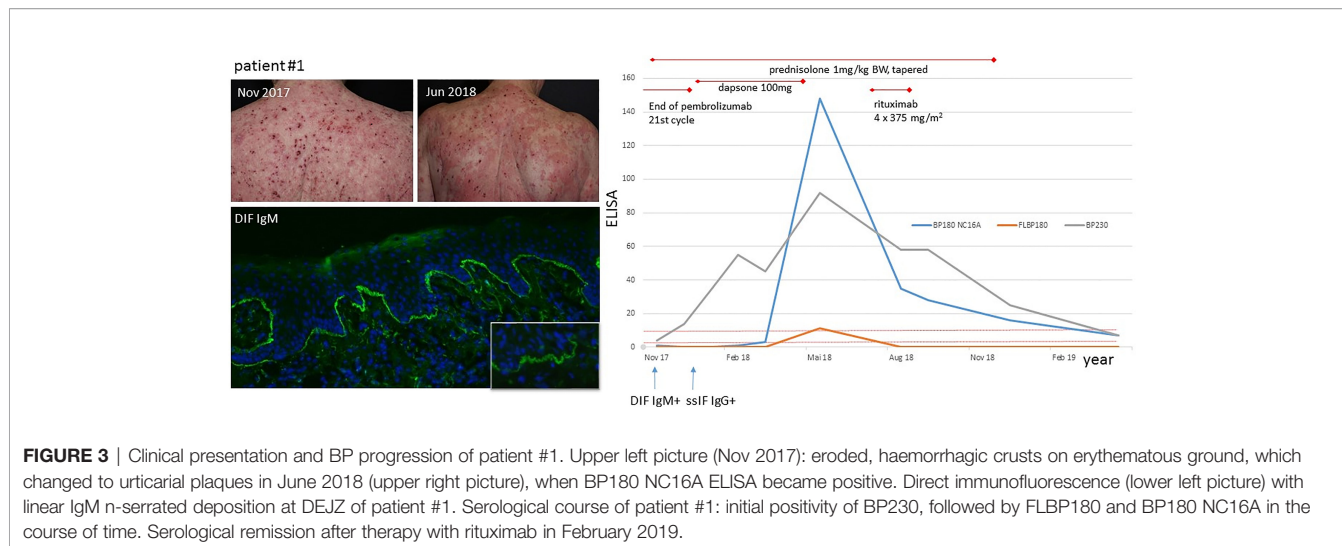 patient #1
Nov 2017
Jun 2018
DIF IgM
prednisolone 1mg/kg BW, tapered
dapsone 100mg
End of pembrolizumab
21st cycle
rituximab
4 x 375 mg/m²
ELISA
160
140
120
100
80
60
40
20
0
BP180 NC16A
FLBP180
BP230
Nov 17
Feb 18
Mai 18
Aug 18
Nov 18
Feb 19
year
DIF IgM+ ssIF IgG+
FIGURE 3 | Clinical presentation and BP progression of patient #1. Upper left picture (Nov 2017): eroded, haemorrhagic crusts on erythematous ground, which
changed to urticarial plaques in June 2018 (upper right picture), when BP180 NC16A ELISA became positive. Direct immunofluorescence (lower left picture) with
linear IgM n-serrated deposition at DEJZ of patient #1. Serological course of patient #1: initial positivity of BP230, followed by FLBP180 and BP180 NC16A in the
course of time. Serological remission after therapy with rituximab in February 2019.